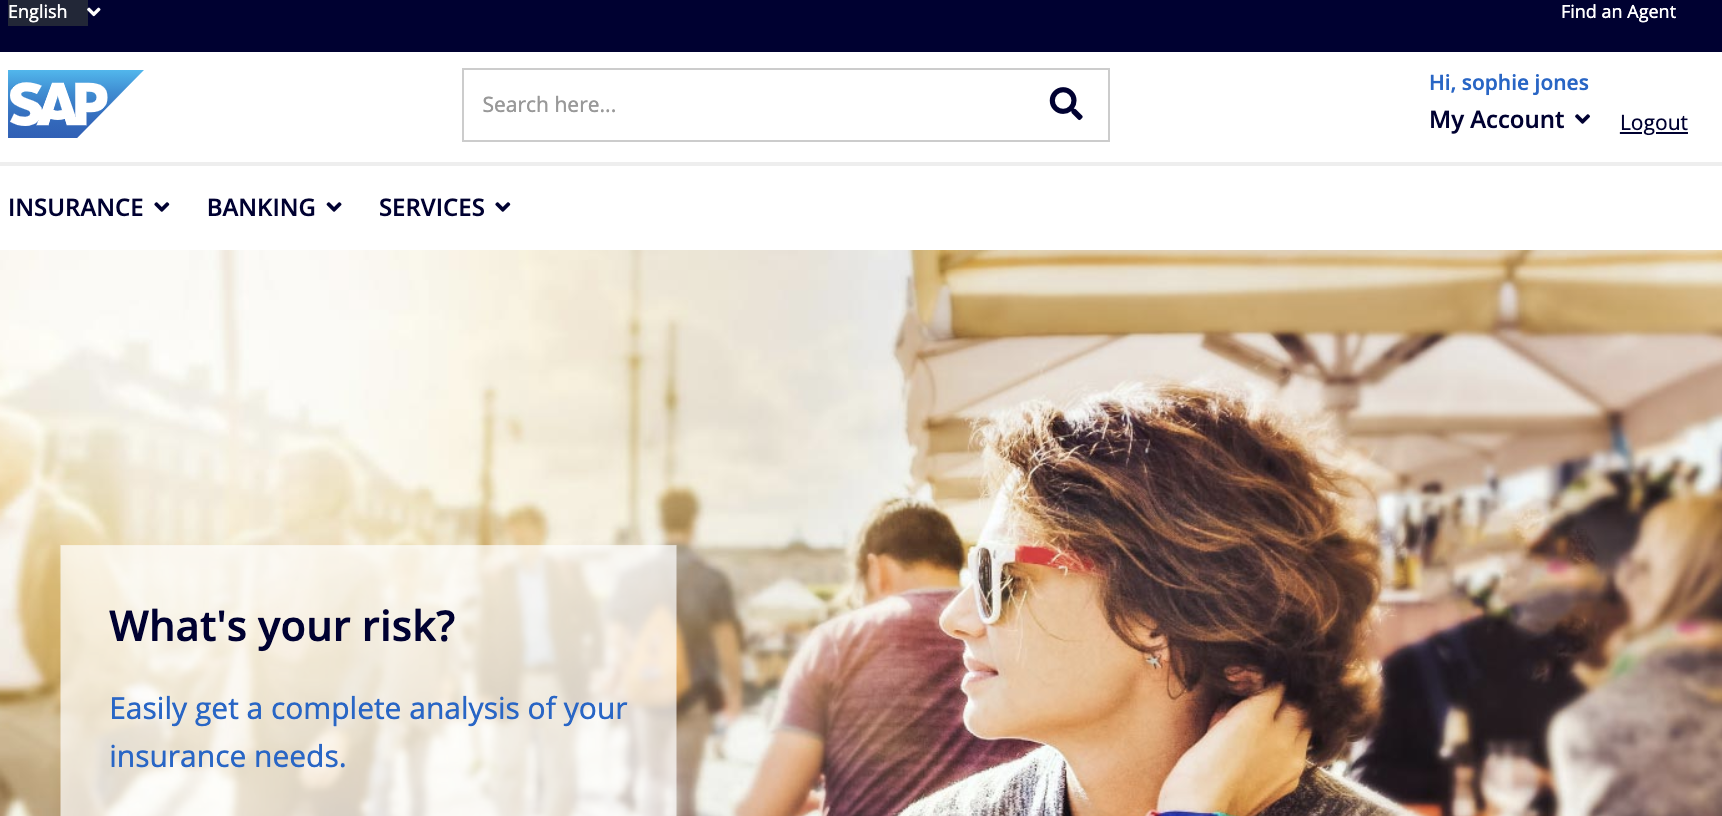 English
Find an Agent
SAP
Search here...
Hi, sophie jones
My Account
Logout
INSURANCE BANKING SERVICES
What's your risk?
Easily get a complete analysis of your
insurance needs.